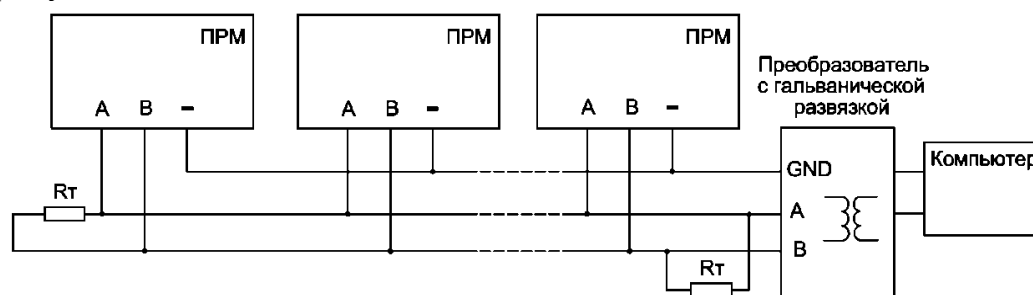 ПРМ
ПРМ
ПРМ
A B –
A B –
A B –
Преобразователь
с гальванической
развязкой
GND
A
B
Компьютер
Rт
Rт